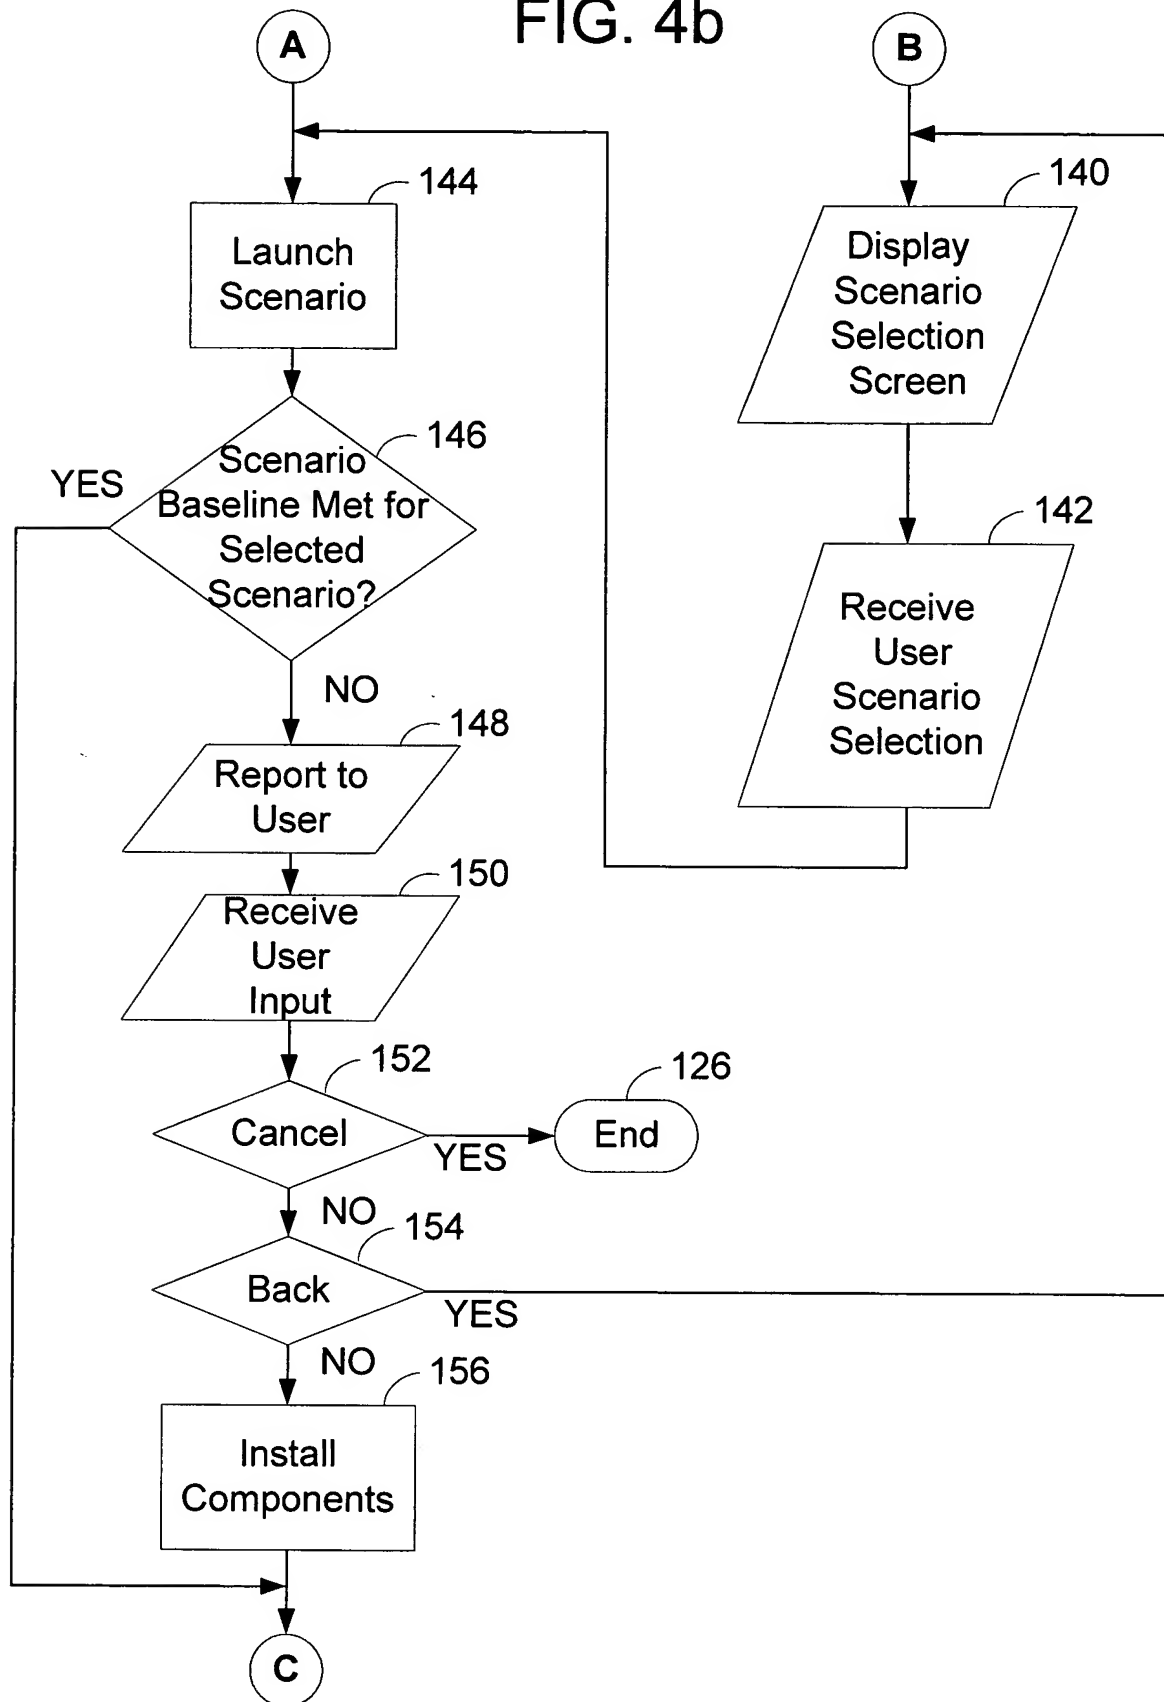 FIG. 4b
A
144
Launch
Scenario
146
Scenario
Baseline Met for
Selected
Scenario?
YES
NO
148
Report to
User
150
Receive
User
Input
152
Cancel
YES
126
End
NO
154
Back
YES
NO
156
Install
Components
C
B
140
Display
Scenario
Selection
Screen
142
Receive
User
Scenario
Selection